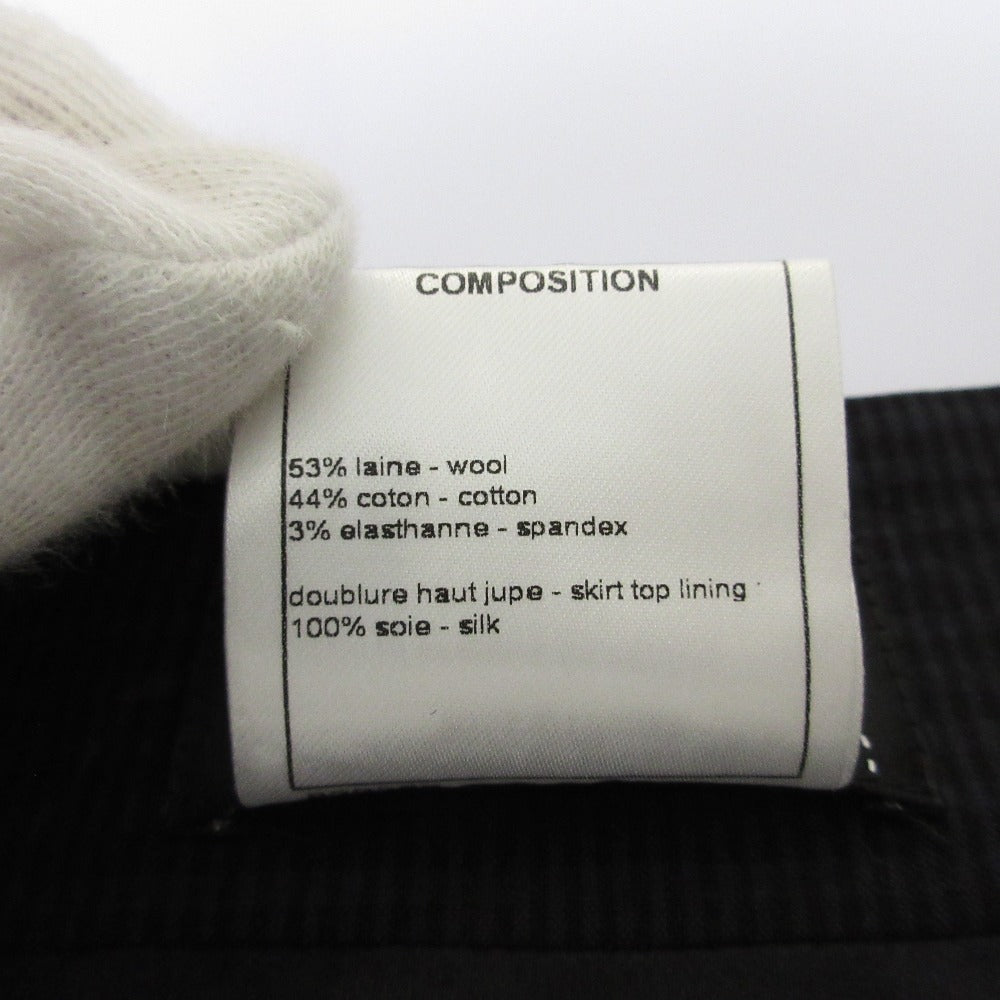 COMPOSITION
53% laine - wool
44% coton - cotton
3% elasthanne - spandex
doublure haut jupe - skirt top lining
100% soie - silk